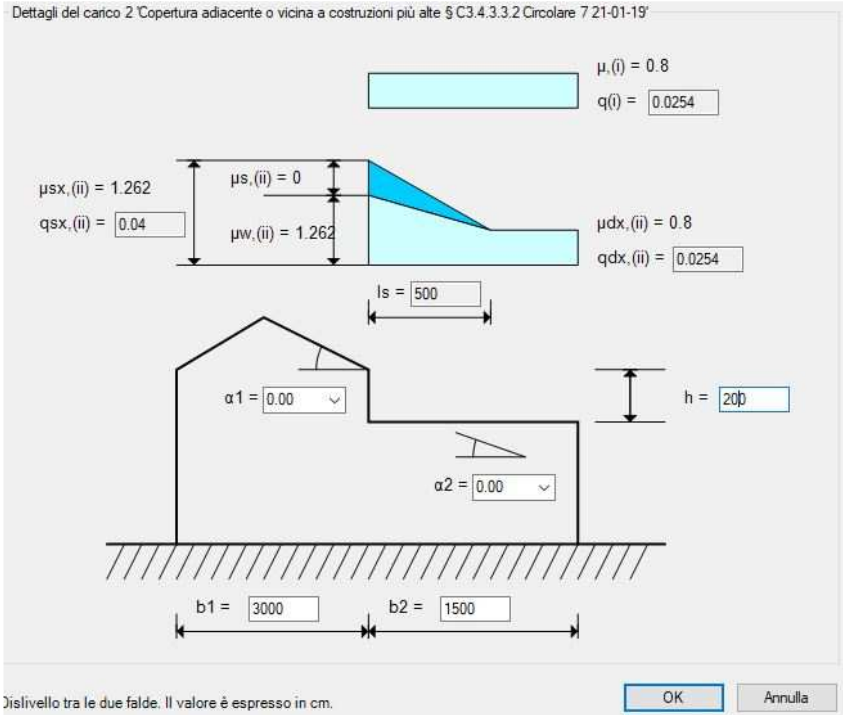 Dettagli del carico 2 'Copertura adiacente o vicina a costruzioni più alte § C3.4.3.3.2 Circolare 7 21-01-19'
μ,(i) = 0.8
q(i) = 0.0254
μsx,(ii) = 1.262
qsx,(ii) = 0.04
μs,(ii) = 0
μw,(ii) = 1.262
μdx,(ii) = 0.8
qdx,(ii) = 0.0254
ls = 500
α1 = 0.00
h = 200
α2 = 0.00
b1 = 3000
b2 = 1500
Dislivello tra le due falde. Il valore è espresso in cm.
OK
Annulla